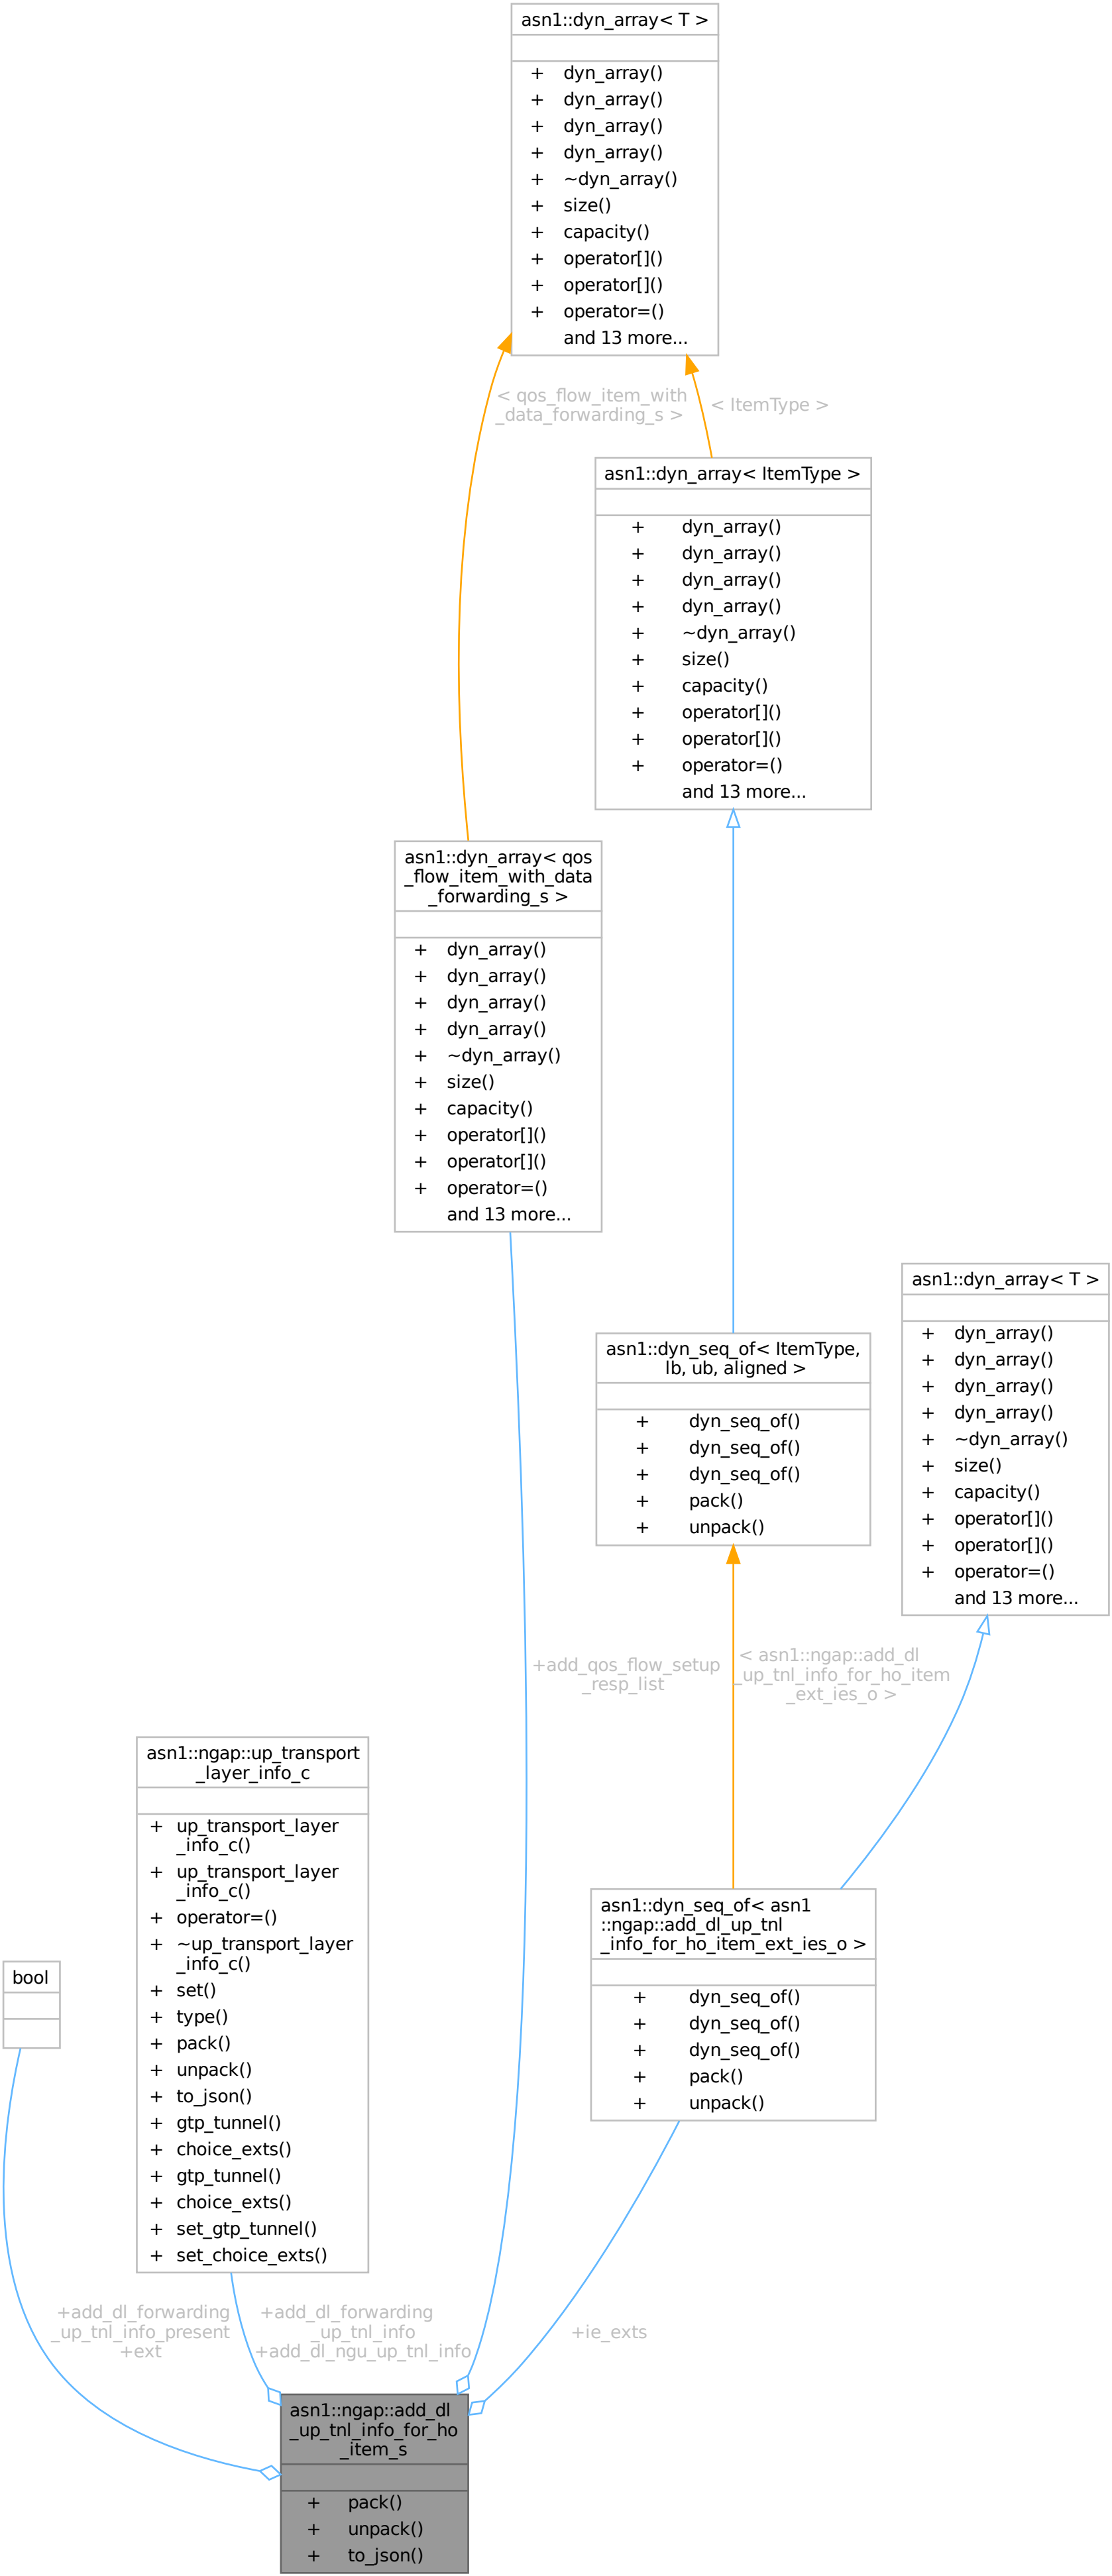 asn1::dyn_array< T >
+ dyn_array()
+ dyn_array()
+ dyn_array()
+ dyn_array()
+ ~dyn_array()
+ size()
+ capacity()
+ operator[]()
+ operator[]()
+ operator=()
and 13 more...
< qos_flow_item_with
_data_forwarding_s >
< ItemType >
asn1::dyn_array< ItemType >
+ dyn_array()
+ dyn_array()
+ dyn_array()
+ dyn_array()
+ ~dyn_array()
+ size()
+ capacity()
+ operator[]()
+ operator[]()
+ operator=()
and 13 more...
asn1::dyn_array< qos
_flow_item_with_data
_forwarding_s >
+ dyn_array()
+ dyn_array()
+ dyn_array()
+ dyn_array()
+ ~dyn_array()
+ size()
+ capacity()
+ operator[]()
+ operator[]()
+ operator=()
and 13 more...
asn1::dyn_array< T >
+ dyn_array()
+ dyn_array()
+ dyn_array()
+ dyn_array()
+ ~dyn_array()
+ size()
+ capacity()
+ operator[]()
+ operator[]()
+ operator=()
and 13 more...
asn1::dyn_seq_of< ItemType,
lb, ub, aligned >
+ dyn_seq_of()
+ dyn_seq_of()
+ dyn_seq_of()
+ pack()
+ unpack()
+add_qos_flow_setup
_resp_list
< asn1::ngap::add_dl
_up_tnl_info_for_ho_item
_ext_ies_o >
asn1::ngap::up_transport
_layer_info_c
+ up_transport_layer
_info_c()
+ up_transport_layer
_info_c()
+ operator=()
+ ~up_transport_layer
_info_c()
+ set()
+ type()
+ pack()
+ unpack()
+ to_json()
+ gtp_tunnel()
+ choice_exts()
+ gtp_tunnel()
+ choice_exts()
+ set_gtp_tunnel()
+ set_choice_exts()
asn1::dyn_seq_of< asn1
::ngap::add_dl_up_tnl
_info_for_ho_item_ext_ies_o >
+ dyn_seq_of()
+ dyn_seq_of()
+ dyn_seq_of()
+ pack()
+ unpack()
bool
+add_dl_forwarding
_up_tnl_info_present
+ext
+add_dl_forwarding
_up_tnl_info
+add_dl_ngu_up_tnl_info
+ie_exts
asn1::ngap::add_dl
_up_tnl_info_for_ho
_item_s
+ pack()
+ unpack()
+ to_json()